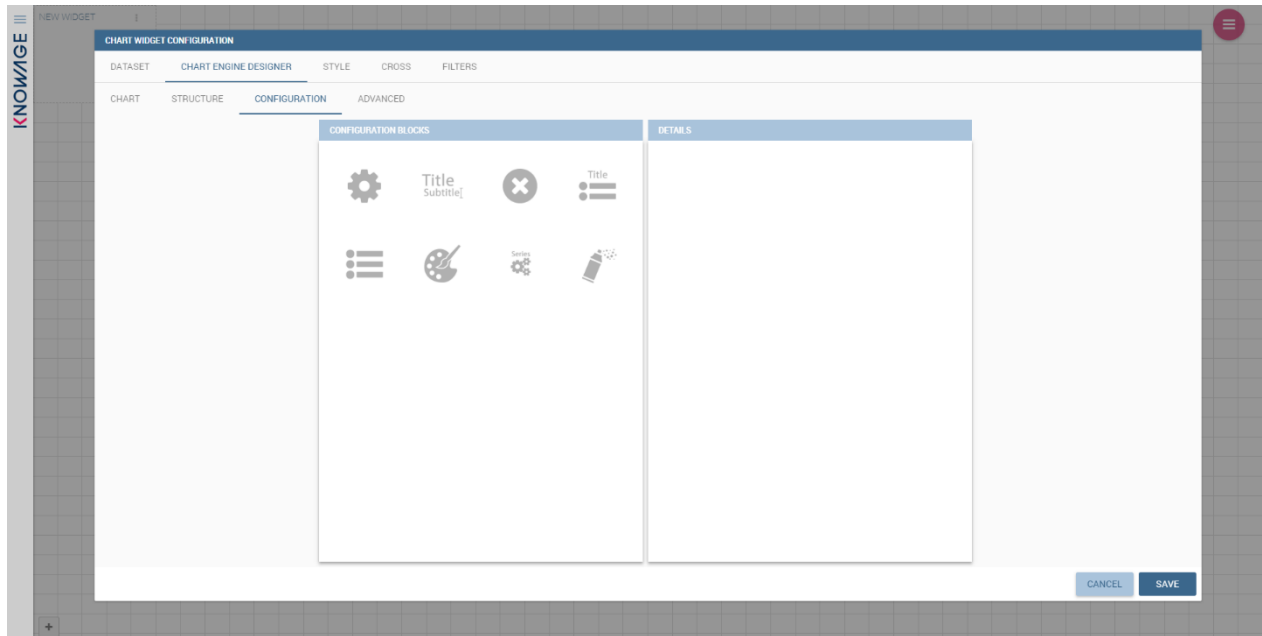 NEW WIDGET
KNOWAGE
CHART WIDGET CONFIGURATION
DATASET CHART ENGINE DESIGNER STYLE CROSS FILTERS
CHART STRUCTURE CONFIGURATION ADVANCED
CONFIGURATION BLOCKS DETAILS
Title
Subtitle[
Title
Series
CANCEL SAVE
+